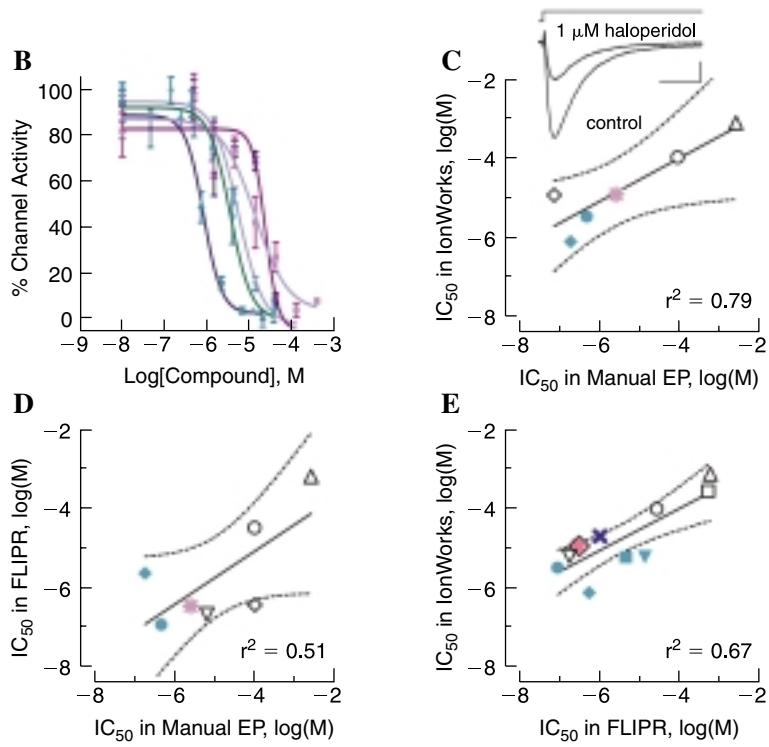 B
% Channel Activity
100
80
60
40
20
0
−9 −8 −7 −6 −5 −4 −3
Log[Compound], M
C
1 μM haloperidol
control
IC50 in IonWorks, log(M)
−2
−4
−6
−8
r2 = 0.79
−8 −6 −4 −2
IC50 in Manual EP, log(M)
D
IC50 in FLIPR, log(M)
−2
−4
−6
−8
r2 = 0.51
−8 −6 −4 −2
IC50 in Manual EP, log(M)
E
IC50 in IonWorks, log(M)
−2
−4
−6
−8
r2 = 0.67
−8 −6 −4 −2
IC50 in FLIPR, log(M)